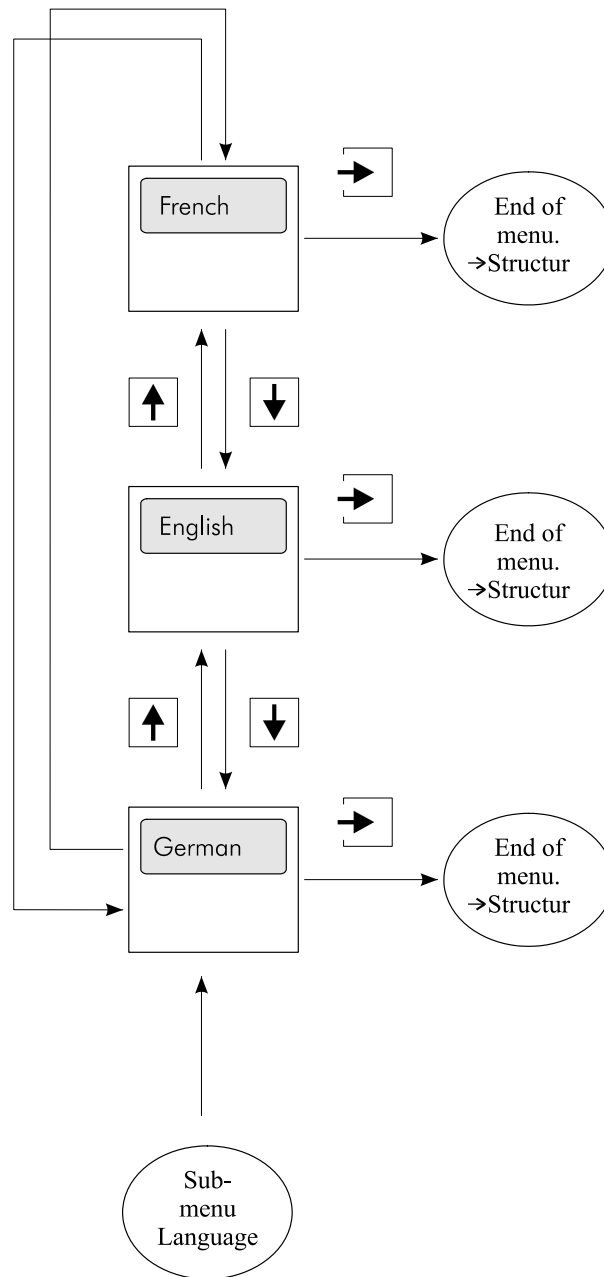 French
End of
menu.
→Structur
English
End of
menu.
→Structur
German
End of
menu.
→Structur
Sub-
menu
Language